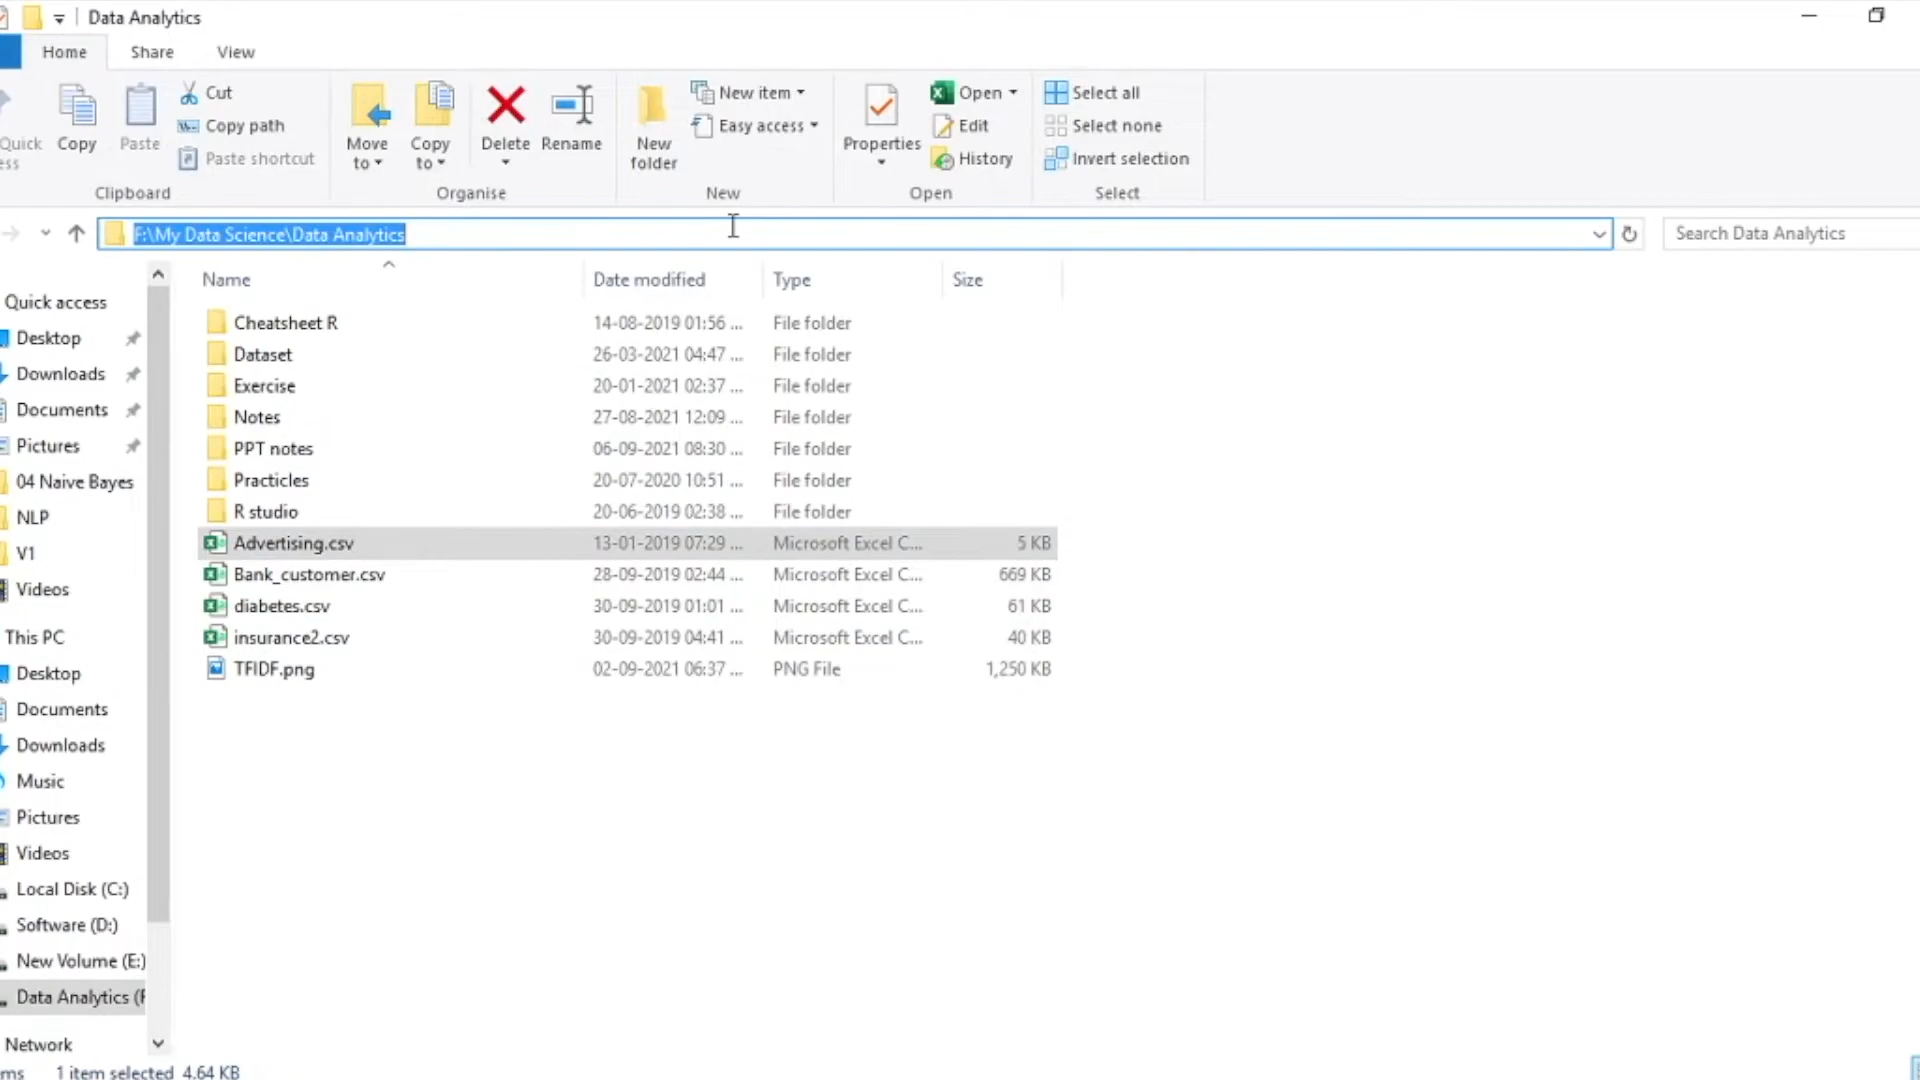 Data Analytics
Home Share View
Quick
ess
Copy
Paste
Cut
Copy path
Paste shortcut
Clipboard
Move to
Copy to
Delete
Rename
Organise
New folder
New item
Easy access
New
Properties
Open
Edit
History
Open
Select all
Select none
Invert selection
Select
F:\My Data Science\Data Analytics
Search Data Analytics
Name Date modified Type Size
Cheatsheet R 14-08-2019 01:56 ... File folder
Dataset 26-03-2021 04:47 ... File folder
Exercise 20-01-2021 02:37 ... File folder
Notes 27-08-2021 12:09 ... File folder
PPT notes 06-09-2021 08:30 ... File folder
Practicles 20-07-2020 10:51 ... File folder
R studio 20-06-2019 02:38 ... File folder
Advertising.csv 13-01-2019 07:29 ... Microsoft Excel C... 5 KB
Bank_customer.csv 28-09-2019 02:44 ... Microsoft Excel C... 669 KB
diabetes.csv 30-09-2019 01:01 ... Microsoft Excel C... 61 KB
insurance2.csv 30-09-2019 04:41 ... Microsoft Excel C... 40 KB
TFIDF.png 02-09-2021 06:37 ... PNG File 1,250 KB
Quick access
Desktop
Downloads
Documents
Pictures
04 Naive Bayes
NLP
V1
Videos
This PC
Desktop
Documents
Downloads
Music
Pictures
Videos
Local Disk (C:)
Software (D:)
New Volume (E:)
Data Analytics (F
Network
ms 1 item selected 4.64 KB